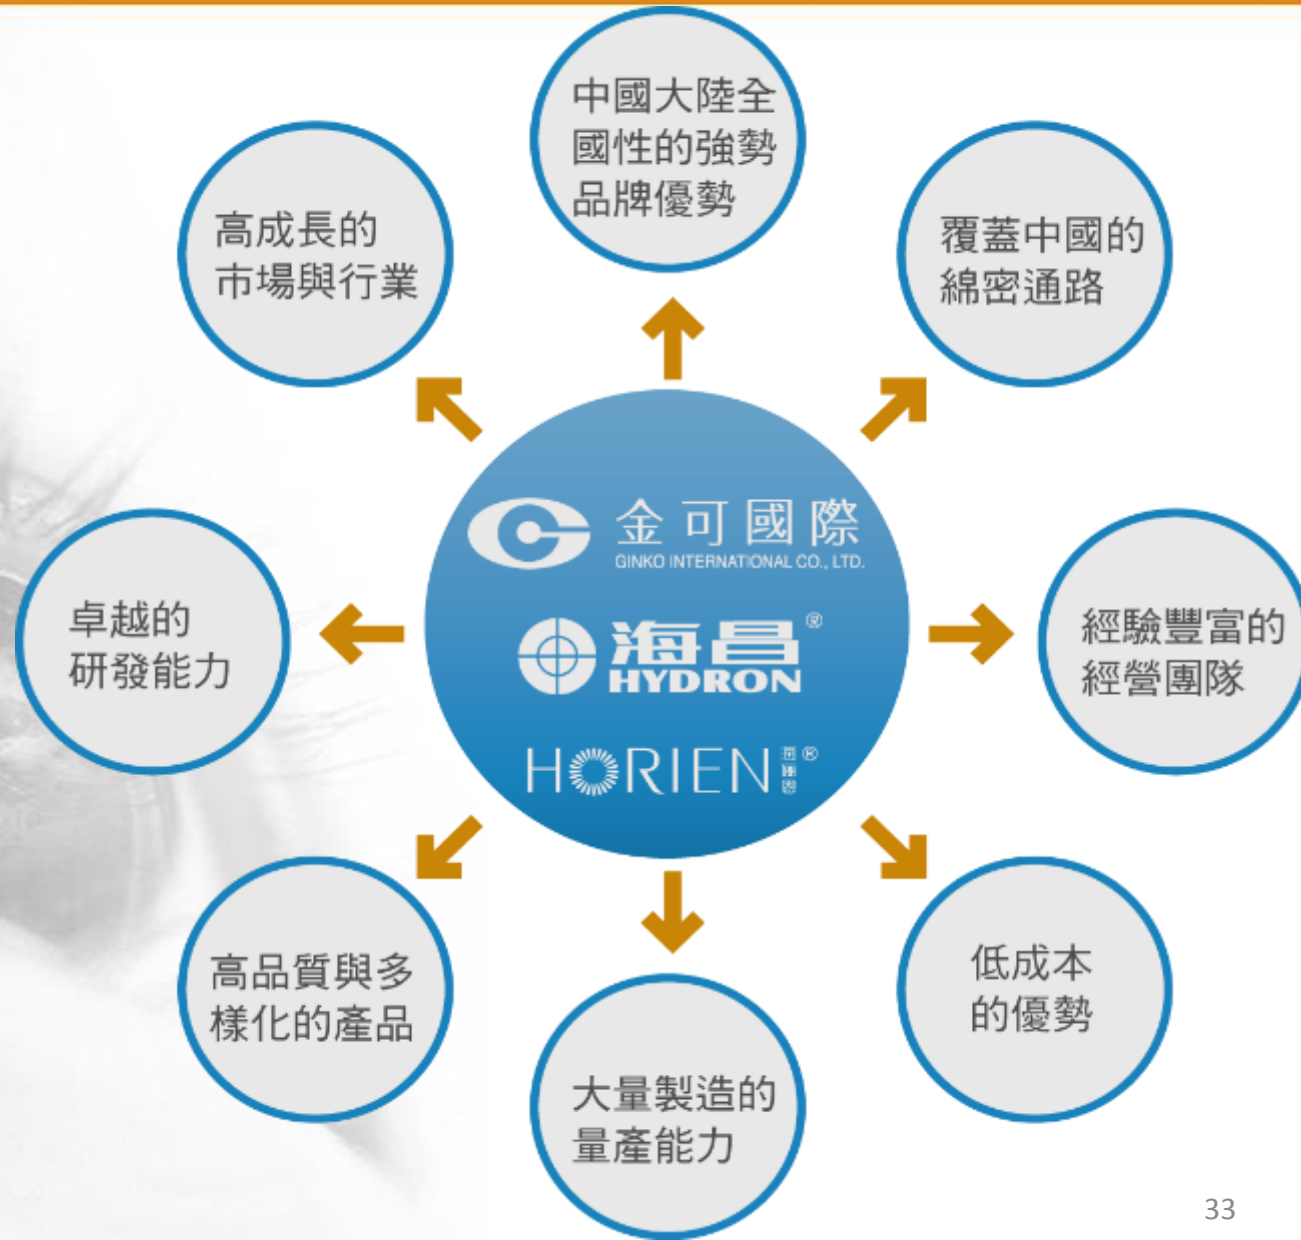 中國大陸全
國性的強勢
品牌優勢
高成長的
市場與行業
覆蓋中國的
綿密通路
金可國際
GINKO INTERNATIONAL CO., LTD.
海昌®
HYDRON
HORIEN 海麗恩®
卓越的
研發能力
經驗豐富的
經營團隊
高品質與多
樣化的產品
低成本
的優勢
大量製造的
量產能力
33